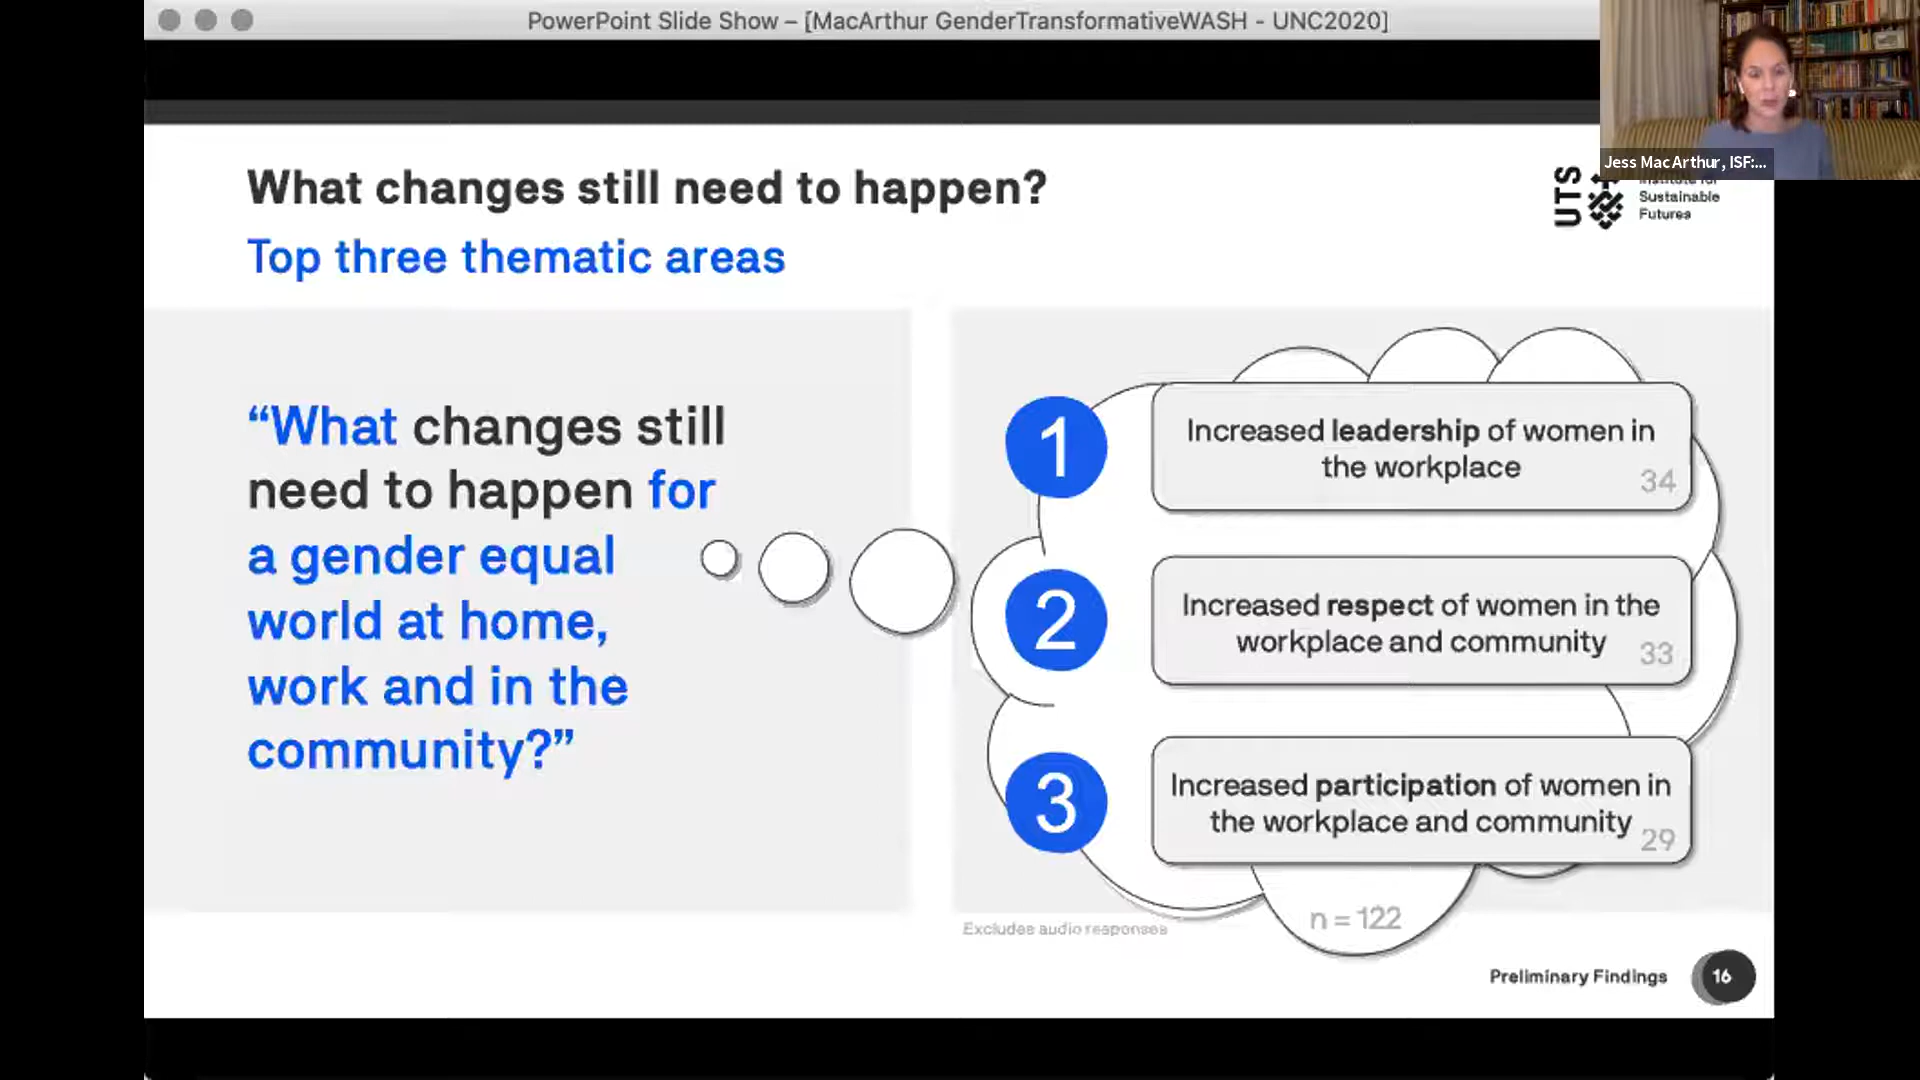 PowerPoint Slide Show – [MacArthur GenderTransformativeWASH - UNC2020]
Jess MacArthur, ISF:...
What changes still need to happen?
Top three thematic areas
UTS
Institute for
Sustainable
Futures
“What changes still
need to happen for
a gender equal
world at home,
work and in the
community?”
1
Increased leadership of women in
the workplace
34
2
Increased respect of women in the
workplace and community
33
3
Increased participation of women in
the workplace and community
29
n = 122
Excludes audio responses
Preliminary Findings
16